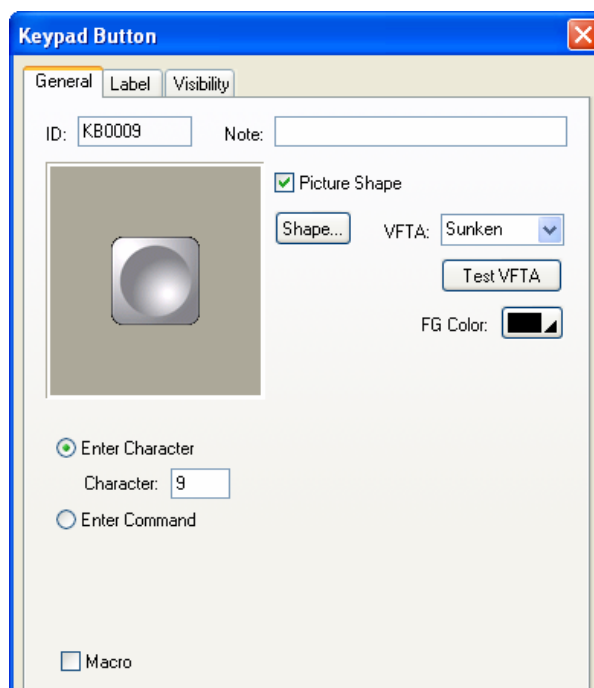 Keypad Button
General Label Visibility
ID: KB0009 Note:
Picture Shape
Shape... VFTA: Sunken
Test VFTA
FG Color:
Enter Character
Character: 9
Enter Command
Macro